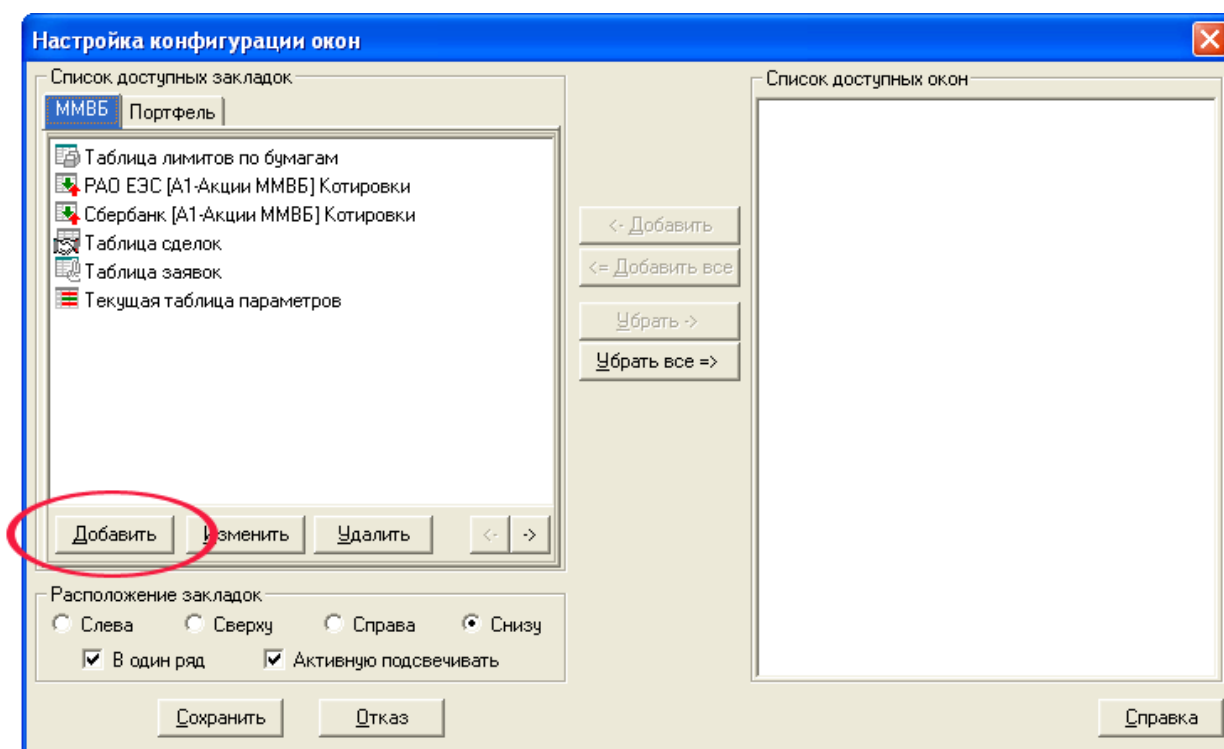 Настройка конфигурации окон
Список доступных закладок
ММВБ
Портфель
Таблица лимитов по бумагам
РАО ЕЭС [А1-Акции ММВБ] Котировки
Сбербанк [А1-Акции ММВБ] Котировки
Таблица сделок
Таблица заявок
Текущая таблица параметров
Добавить
Изменить
Удалить
<-
->
Расположение закладок
Слева
Сверху
Справа
Снизу
В один ряд
Активную подсвечивать
Сохранить
Отказ
<- Добавить
<= Добавить все
Убрать ->
Убрать все =>
Список доступных окон
Справка